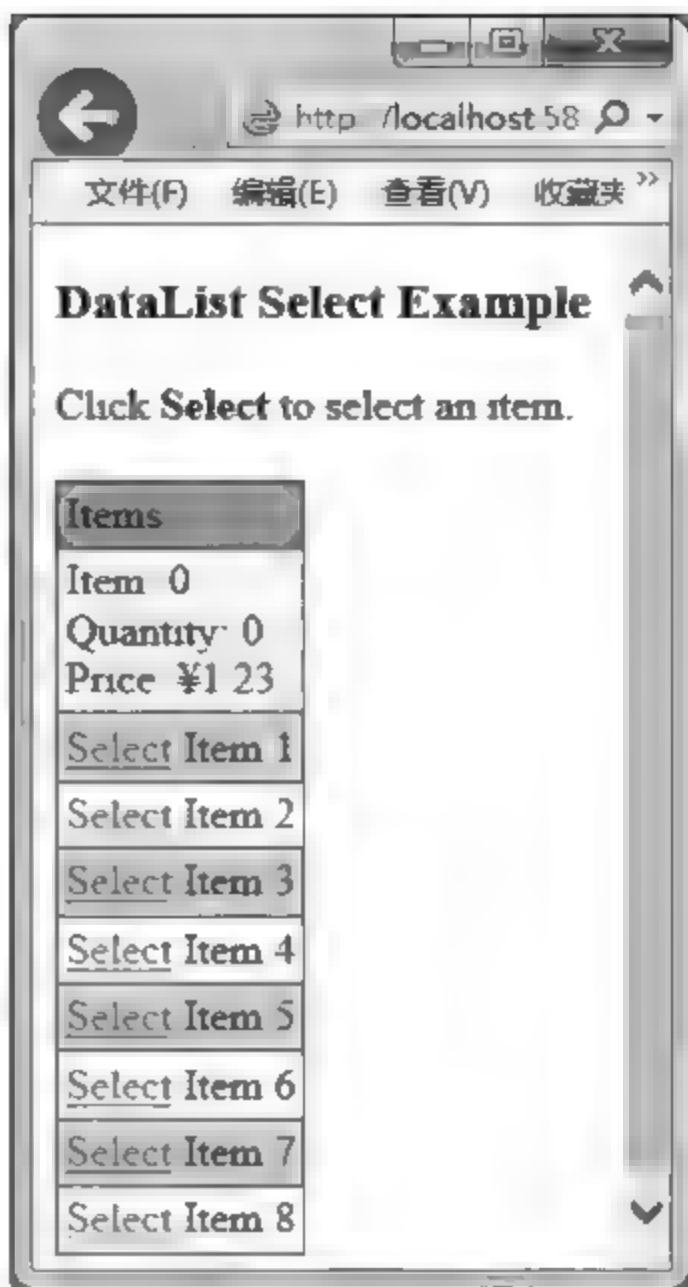 http //localhost 58
文件(F) 编辑(E) 查看(V) 收藏夹 »
DataList Select Example
Click Select to select an item.
Items
Item 0
Quantity: 0
Price ¥1 23
Select Item 1
Select Item 2
Select Item 3
Select Item 4
Select Item 5
Select Item 6
Select Item 7
Select Item 8